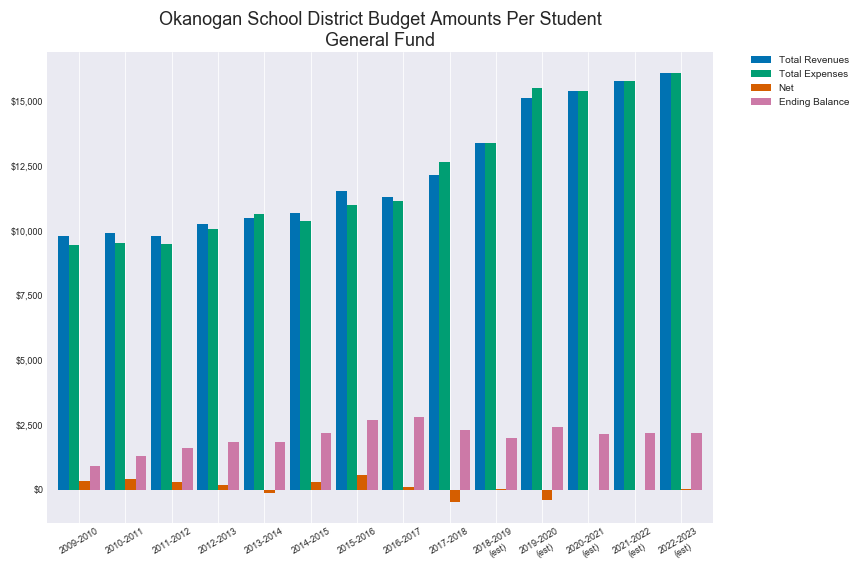 Okanogan School District Budget Amounts Per Student
General Fund
Total Revenues
Total Expenses
Net
Ending Balance
$15,000
$12,500
$10,000
$7,500
$5,000
$2,500
$0
2009-2010
2010-2011
2011-2012
2012-2013
2013-2014
2014-2015
2015-2016
2016-2017
2017-2018
2018-2019
(est)
2019-2020
(est)
2020-2021
(est)
2021-2022
(est)
2022-2023
(est)